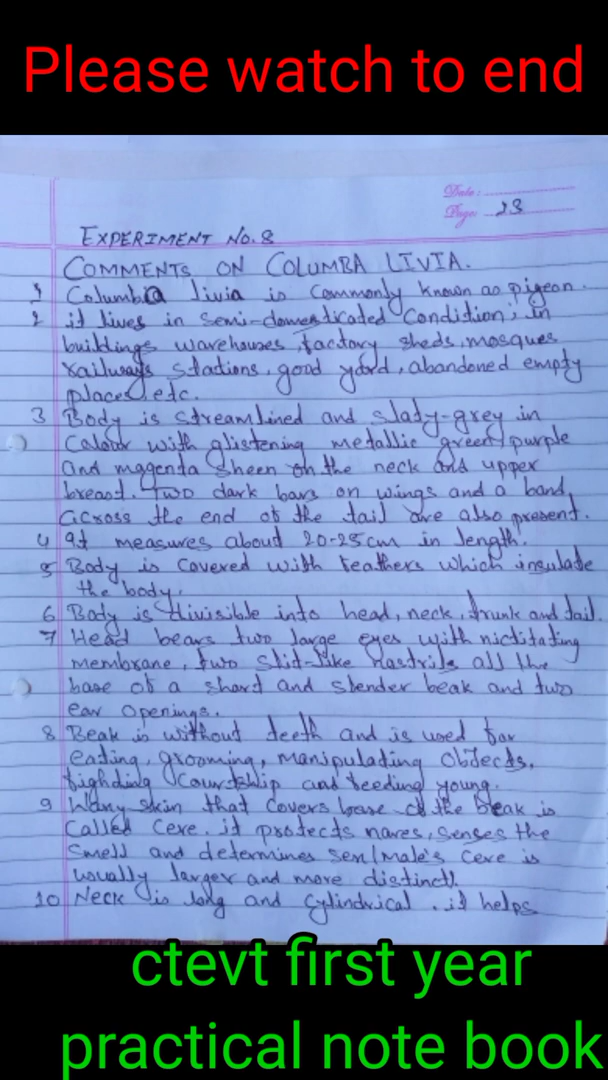 Please watch to end
Date:
Page: 23
EXPERIMENT No. 8
COMMENTS ON COLUMBA LIVIA.
1 Columbia livia is commonly known as pigeon.
2 it lives in semi-domesticated condition; in
buildings warehouses, factory sheds, mosques
railways stations, good yard, abandoned empty
places etc.
3 Body is streamlined and slaty-grey in
Colour with glistening metallic green/purple
and magenta sheen on the neck and upper
breast. Two dark bars on wings and a band
across the end of the tail are also present.
4 It measures about 20-25cm in length.
5 Body is covered with feathers which insulate
the body.
6 Body is divisible into head, neck, trunk and tail.
7 Head bears two large eyes with nictitating
membrane, two slit-like nostrils all the
base of a short and slender beak and two
ear openings.
8 Beak is without teeth and is used for
eating, grooming, manipulating objects,
fighting courtship and feeding young.
9 Waxy skin that covers base of the beak is
Called Cere. it protects nares, senses the
smell and determines sex/male's cere is
usually larger and more distinct.
10 Neck is long and cylindrical. it helps
ctevt first year
practical note book